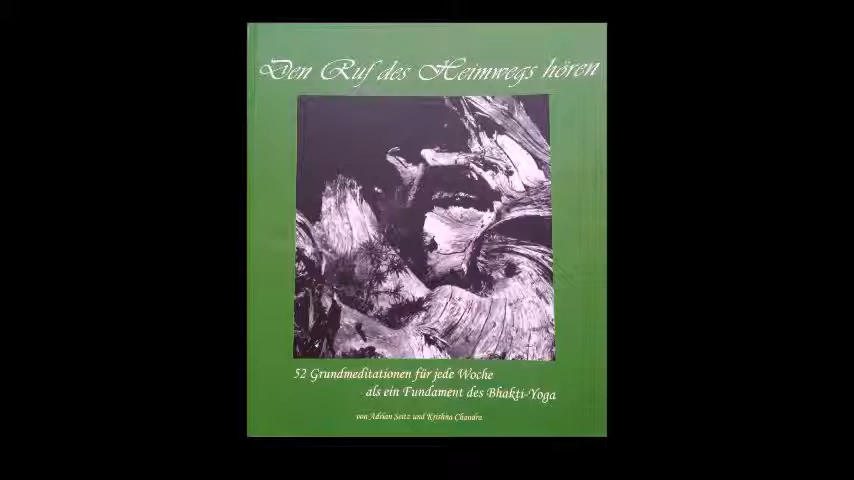 Den Ruf des Heimwegs hören
52 Grundmeditationen für jede Woche
als ein Fundament des Bhakti-Yoga
von Adrian Seitz und Krishna Chandra